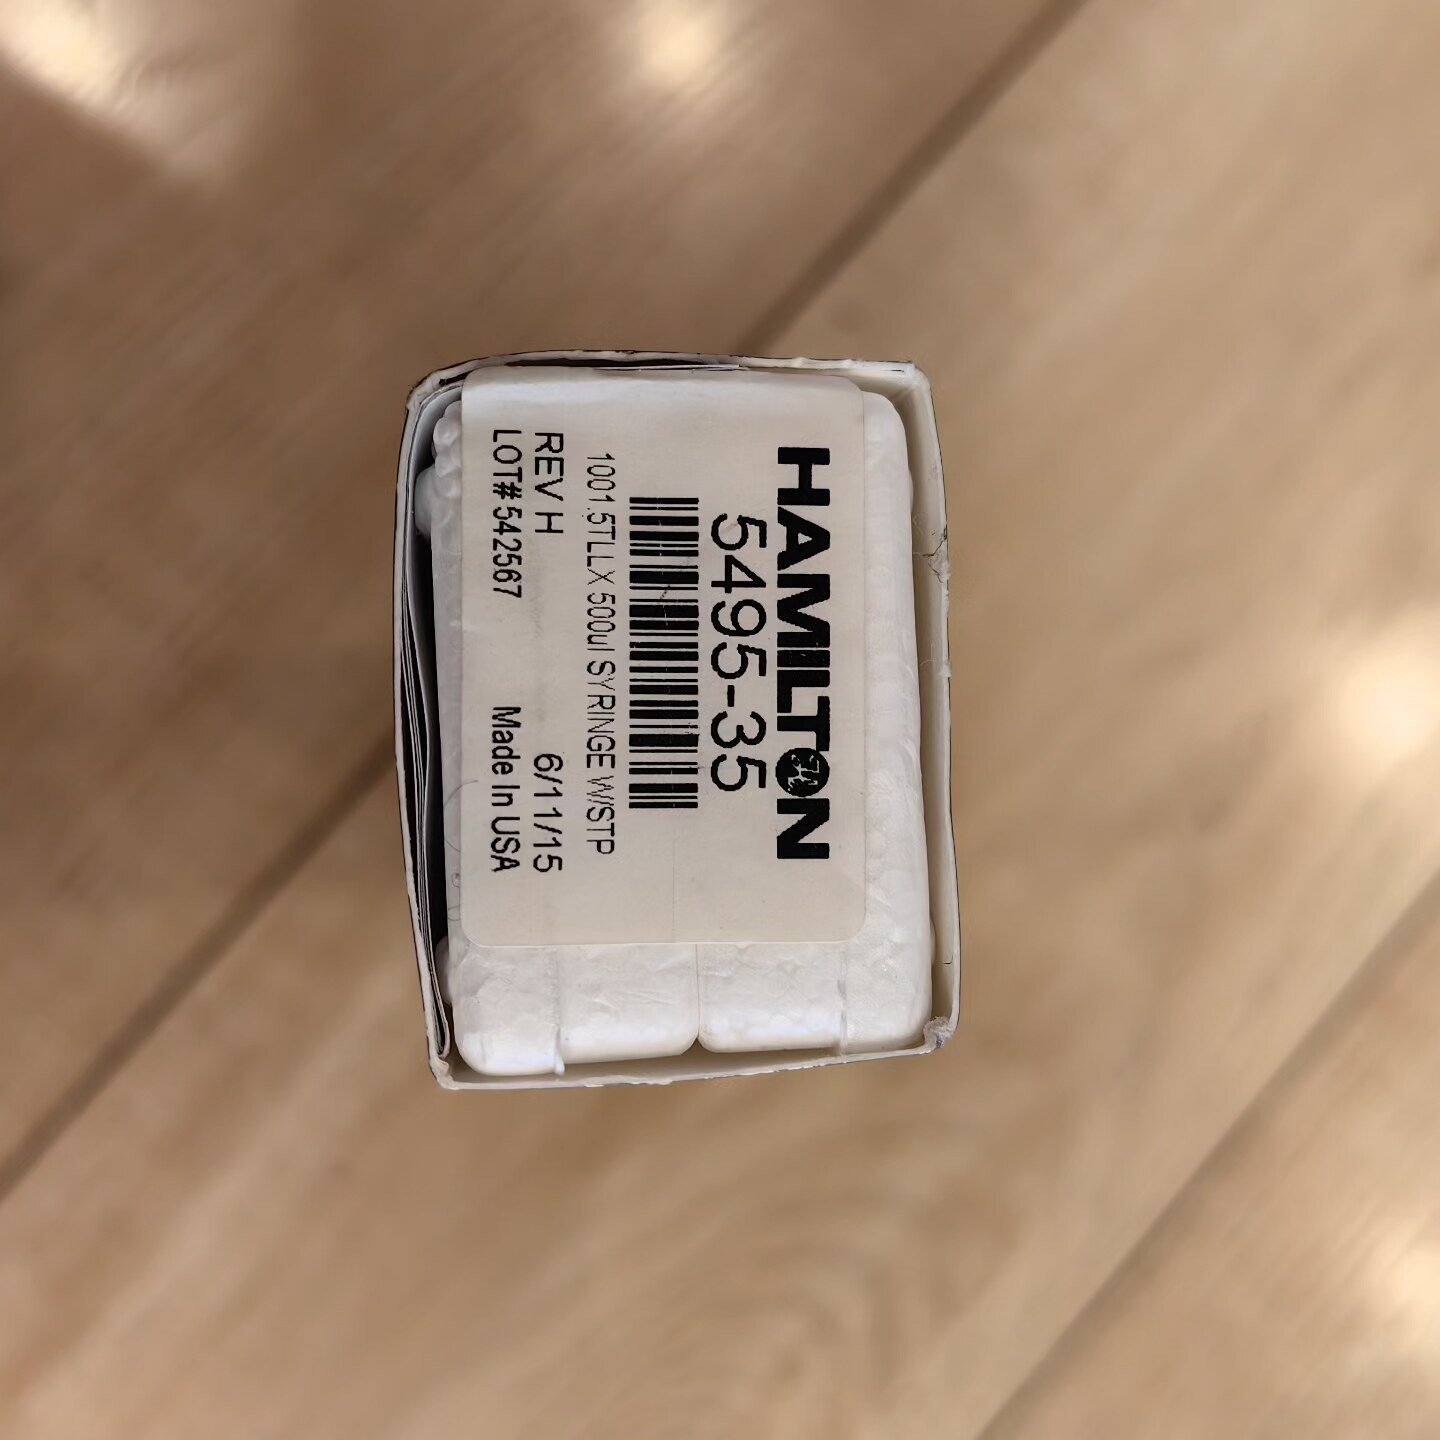 HAMILTON
5495-35
1001.5TLLX 500ul SYRINGE W/STP
REV H 6/11/15
LOT# 542567 Made In USA